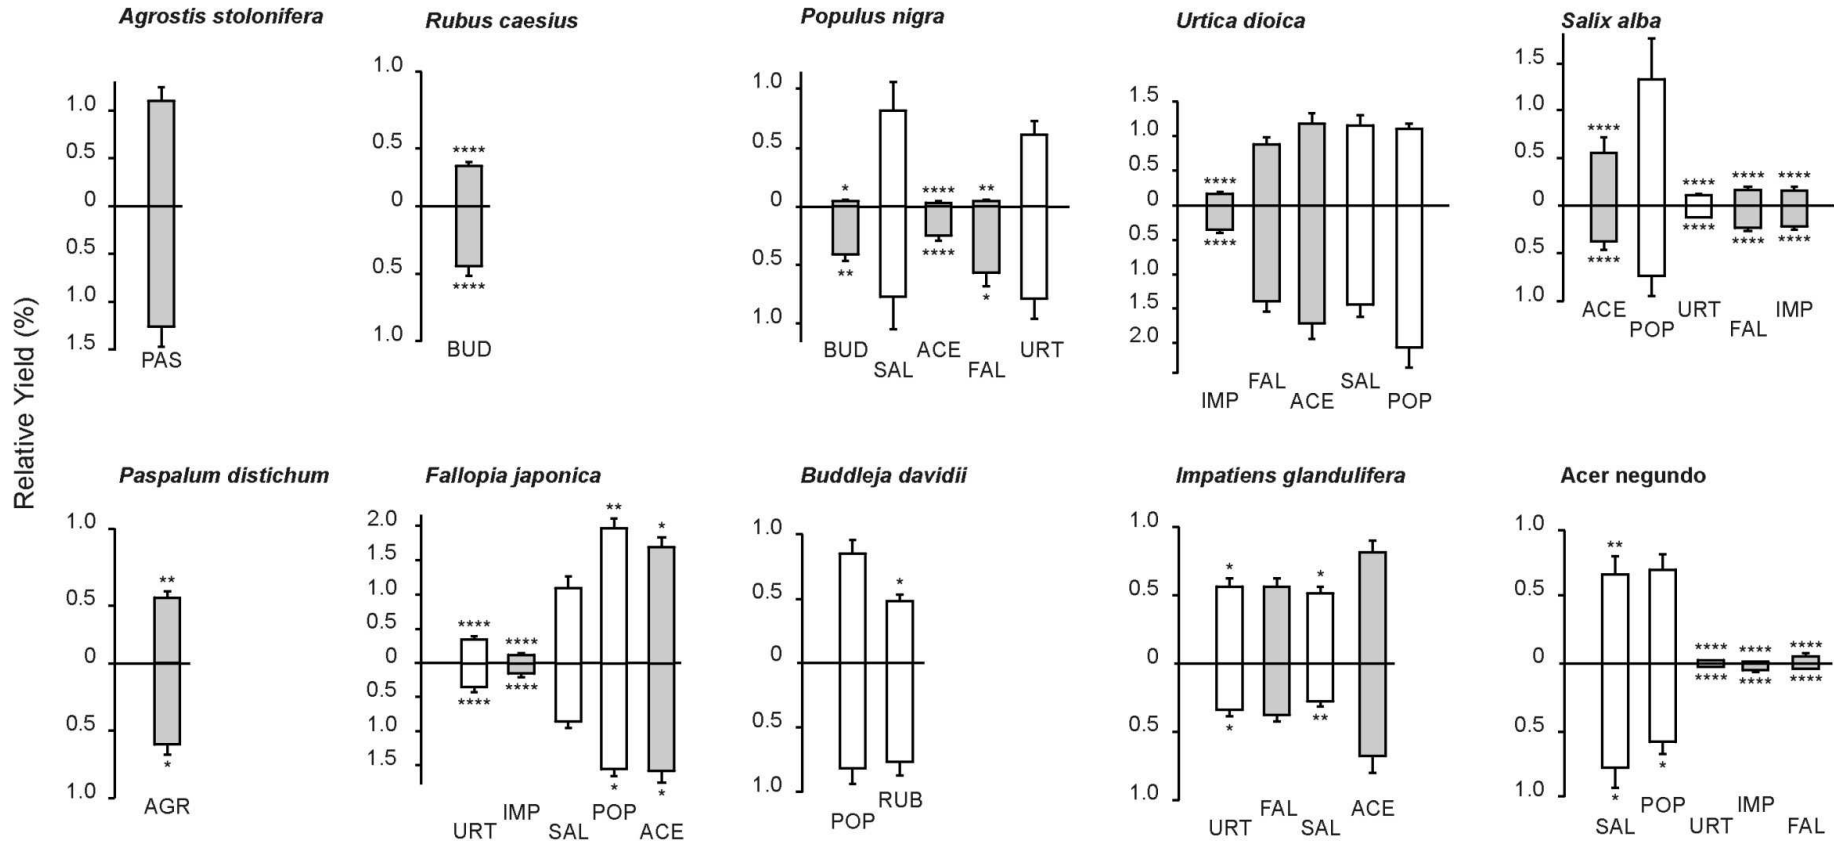 Relative Yield (%)
Agrostis stolonifera
1.0
0.5
0
0.5
1.0
1.5
PAS
Rubus caesius
1.0
0.5
****
0
0.5
****
1.0
BUD
Populus nigra
1.0
0.5
* **** **
0
** **** *
0.5
1.0
BUD ACE URT
SAL FAL
Urtica dioica
1.5
1.0
0.5
****
0
0.5
****
1.0
1.5
2.0
FAL SAL
IMP ACE POP
Salix alba
1.5
1.0
****
0.5
**** **** ****
0
**** **** ****
0.5
****
1.0
ACE URT IMP
POP FAL
Paspalum distichum
1.0
**
0.5
0
0.5
*
1.0
AGR
Fallopia japonica
**
2.0
*
1.5
1.0
0.5
**** ****
0
**** ****
0.5
1.0
1.5
* *
IMP POP
URT SAL ACE
Buddleja davidii
1.0
*
0.5
0
0.5
1.0
RUB
POP
Impatiens glandulifera
1.0
* *
0.5
0
0.5
* **
1.0
FAL ACE
URT SAL
Acer negundo
1.0
**
0.5
**** **** ****
0
**** **** ****
0.5
*
*
1.0
POP IMP
SAL URT FAL